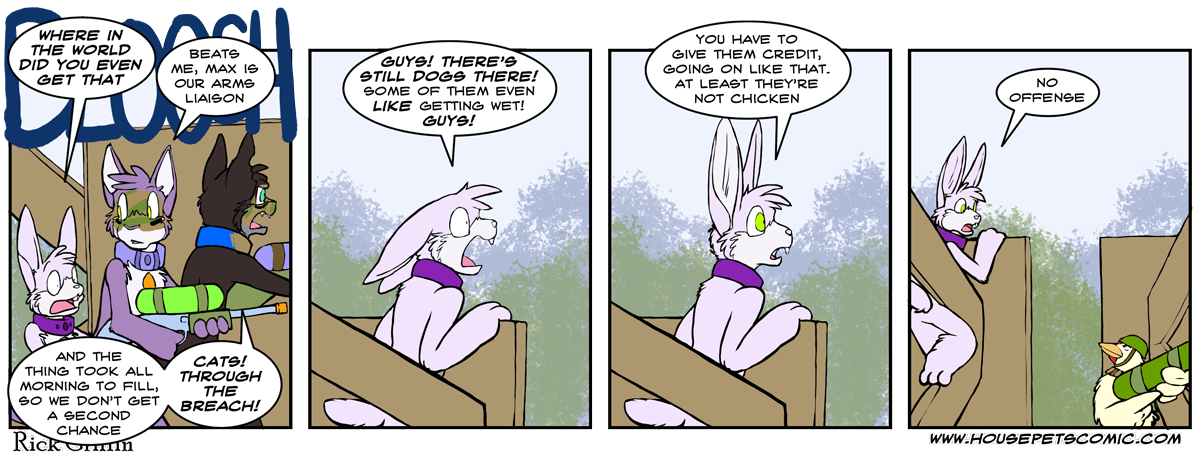 BLOOSH
WHERE IN
THE WORLD
DID YOU EVEN
GET THAT
BEATS
ME, MAX IS
OUR ARMS
LIAISON
AND THE
THING TOOK ALL
MORNING TO FILL,
SO WE DON'T GET
A SECOND
CHANCE
CATS!
THROUGH
THE
BREACH!
Rick Griffin
GUYS! THERE'S
STILL DOGS THERE!
SOME OF THEM EVEN
LIKE GETTING WET!
GUYS!
YOU HAVE TO
GIVE THEM CREDIT,
GOING ON LIKE THAT.
AT LEAST THEY'RE
NOT CHICKEN
NO
OFFENSE
WWW.HOUSEPETSCOMIC.COM